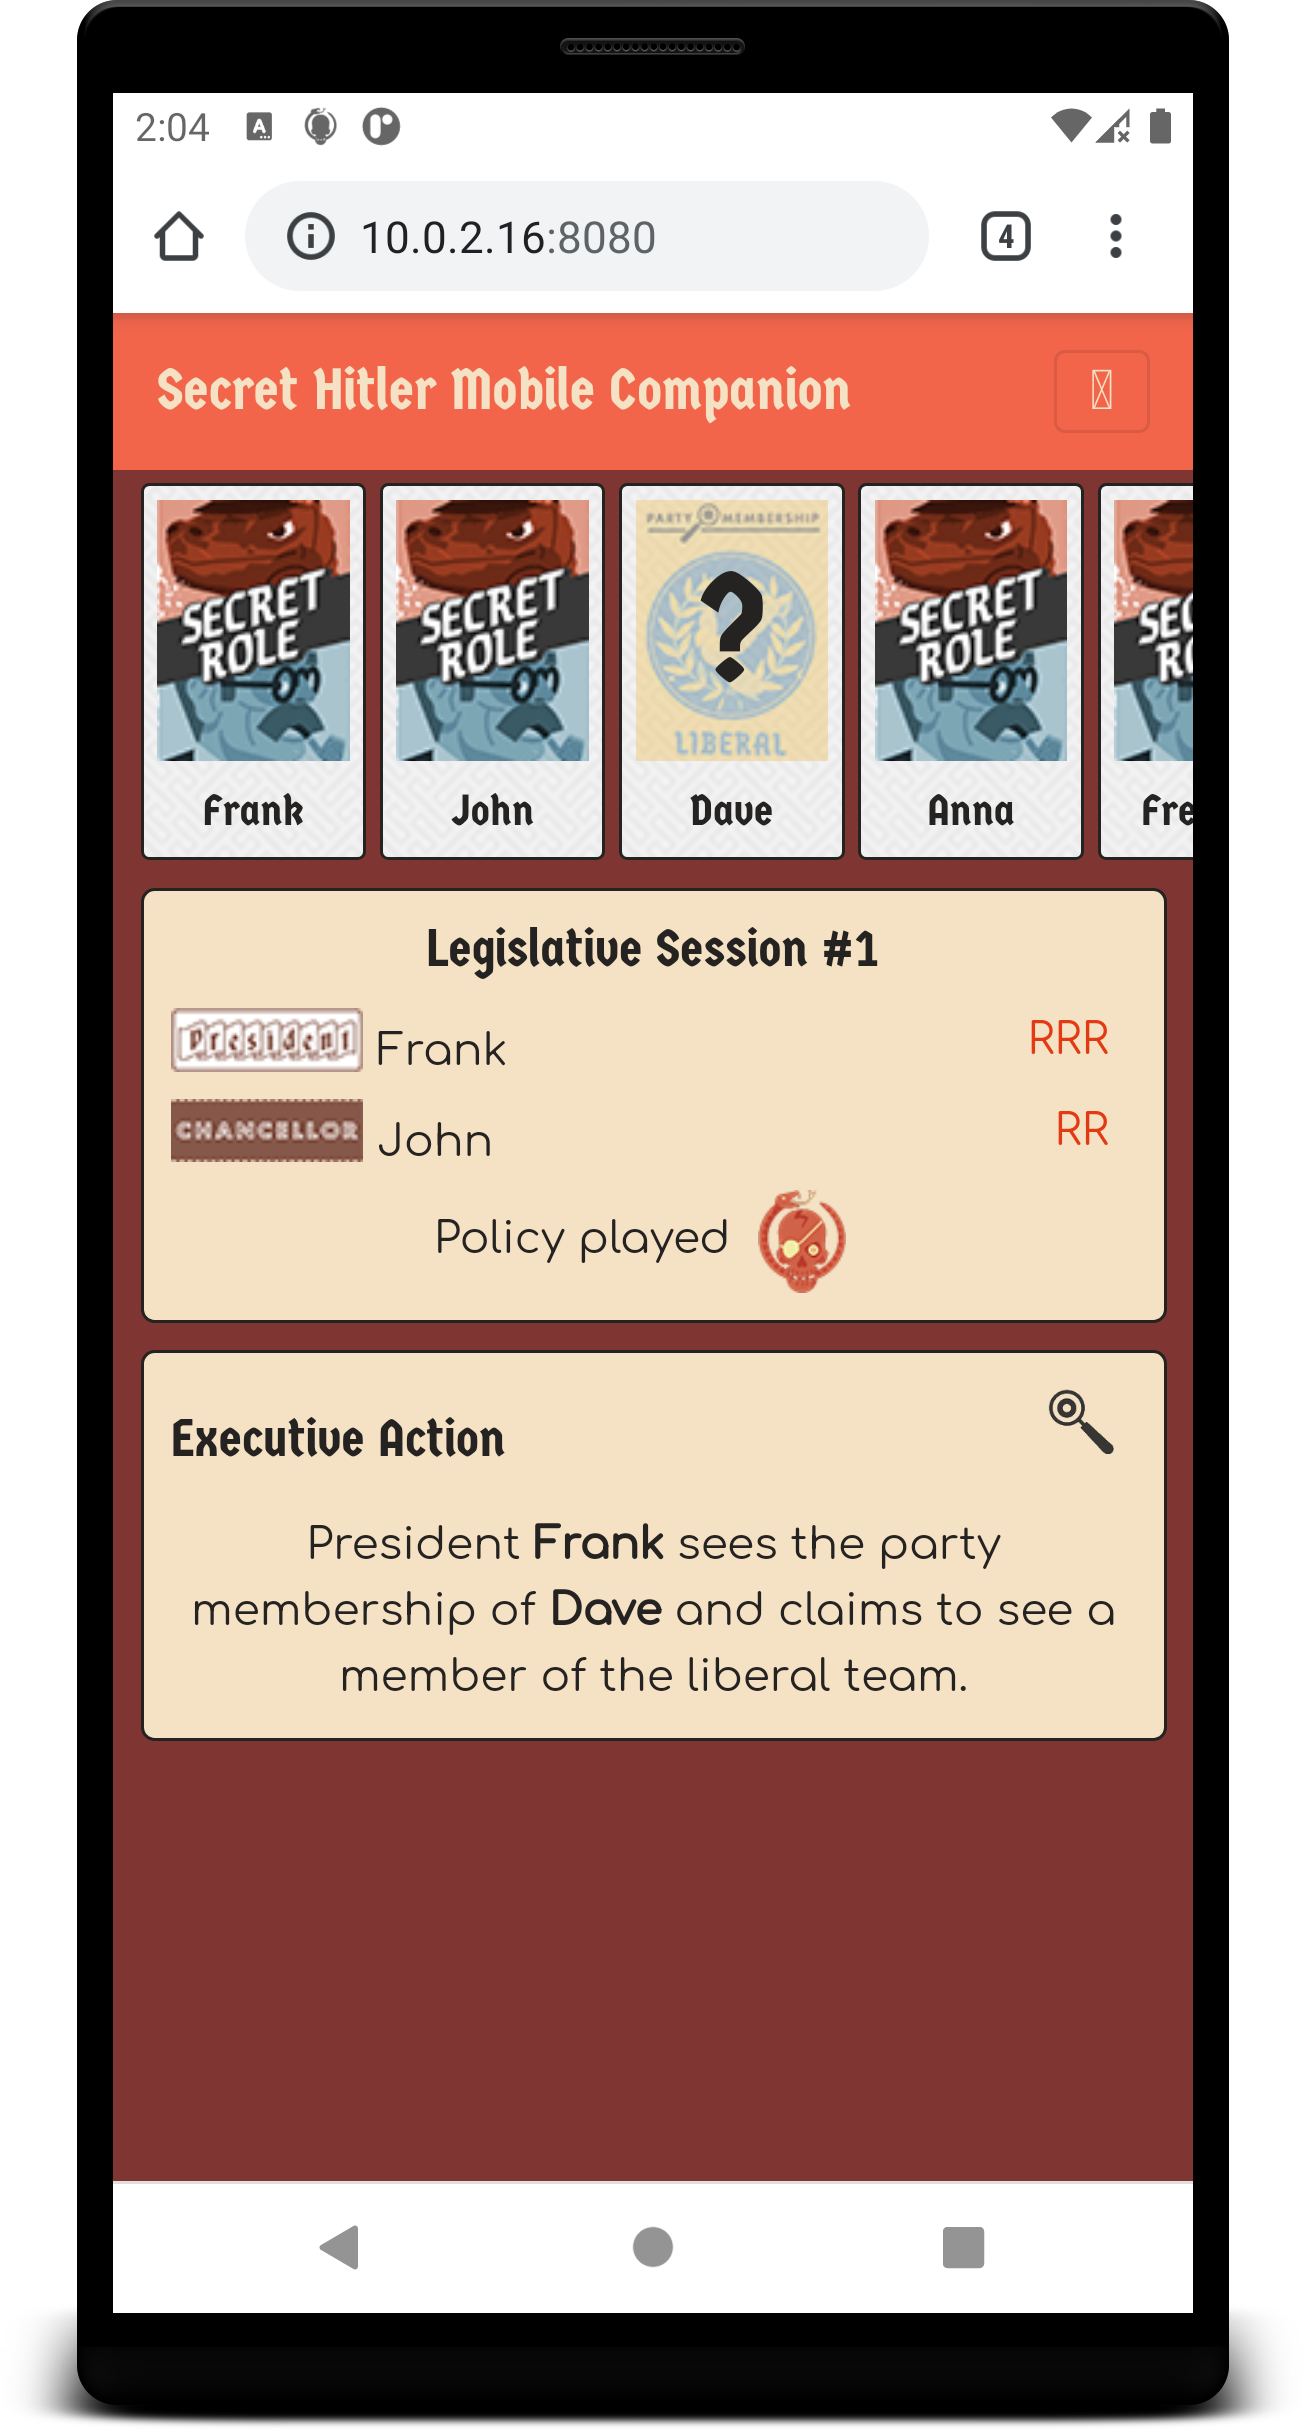 2:04
A
10.0.2.16:8080
4
Secret Hitler Mobile Companion
SECRET ROLE
SECRET ROLE
PARTY MEMBERSHIP
?
LIBERAL
SECRET ROLE
Frank
John
Dave
Anna
Fre
Legislative Session #1
President Frank RRR
CHANCELLOR John RR
Policy played
Executive Action
President Frank sees the party
membership of Dave and claims to see a
member of the liberal team.